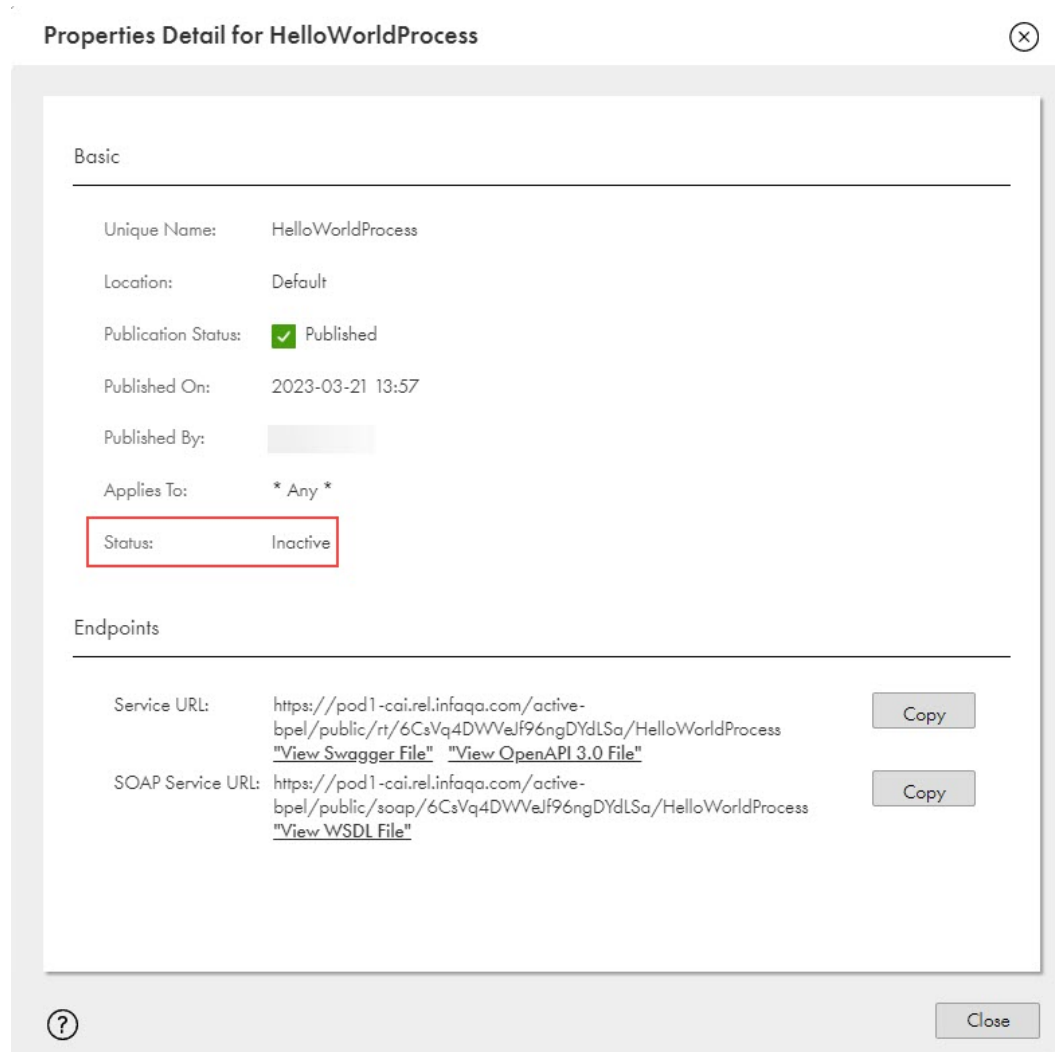 Properties Detail for HelloWorldProcess
Basic
Unique Name: HelloWorldProcess
Location: Default
Publication Status: Published
Published On: 2023-03-21 13:57
Published By:
Applies To: * Any *
Status: Inactive
Endpoints
Service URL: https://pod1-cai.rel.infaqa.com/active-
bpel/public/rt/6CsVq4DWVeJf96ngDYdLSa/HelloWorldProcess
Copy
"View Swagger File" "View OpenAPI 3.0 File"
SOAP Service URL: https://pod1-cai.rel.infaqa.com/active-
bpel/public/soap/6CsVq4DWVeJf96ngDYdLSa/HelloWorldProcess
Copy
"View WSDL File"
?
Close